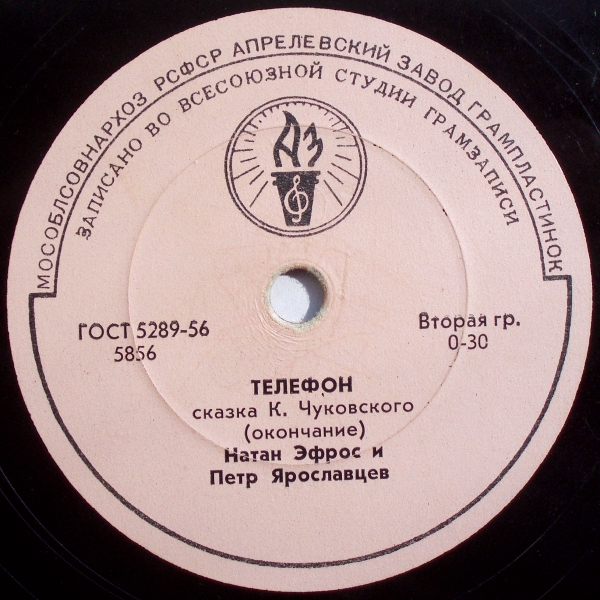 МОСОБЛСОВНАРХОЗ РСФСР АПРЕЛЕВСКИЙ ЗАВОД ГРАМПЛАСТИНОК
ЗАПИСАНО ВО ВСЕСОЮЗНОЙ СТУДИИ ГРАМЗАПИСИ
АЗ
ГОСТ 5289-56
5856
Вторая гр.
0-30
ТЕЛЕФОН
сказка К. Чуковского
(окончание)
Натан Эфрос и
Петр Ярославцев